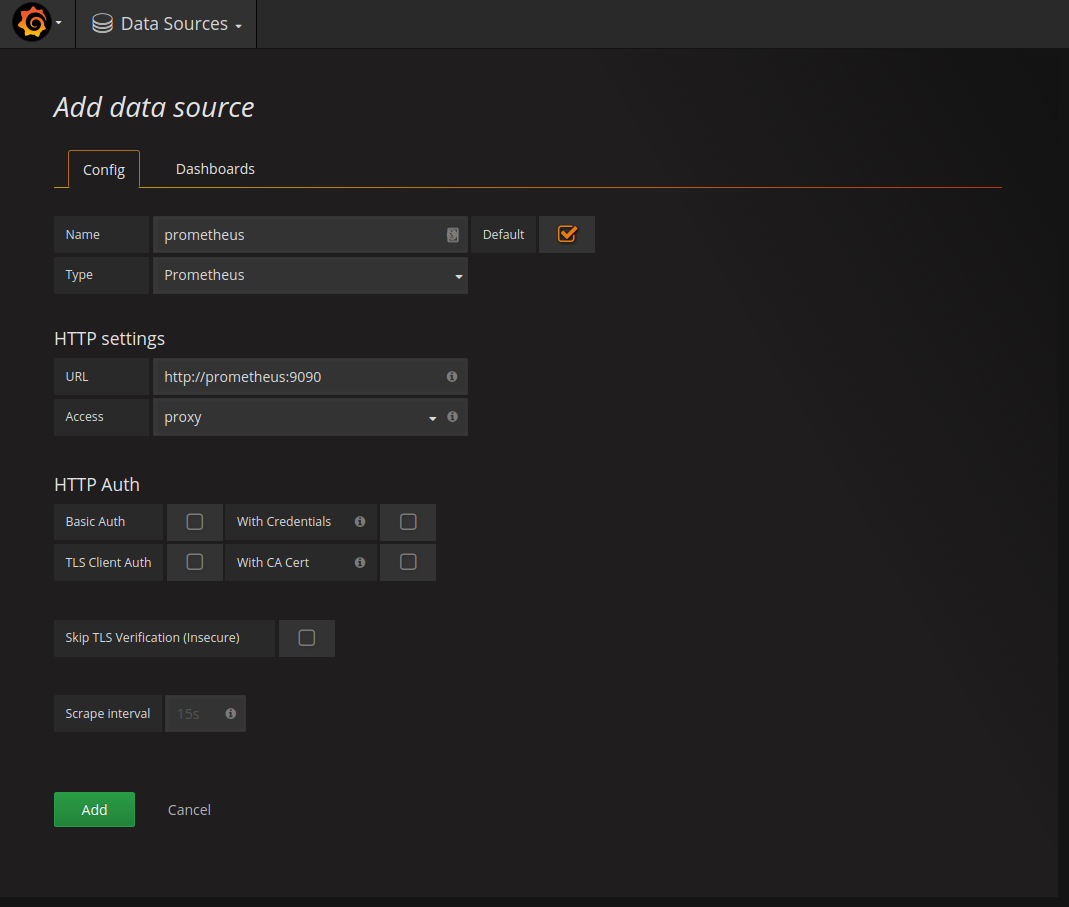 Data Sources
Add data source
Config Dashboards
Name prometheus Default
Type Prometheus
HTTP settings
URL http://prometheus:9090
Access proxy
HTTP Auth
Basic Auth With Credentials
TLS Client Auth With CA Cert
Skip TLS Verification (Insecure)
Scrape interval 15s
Add Cancel